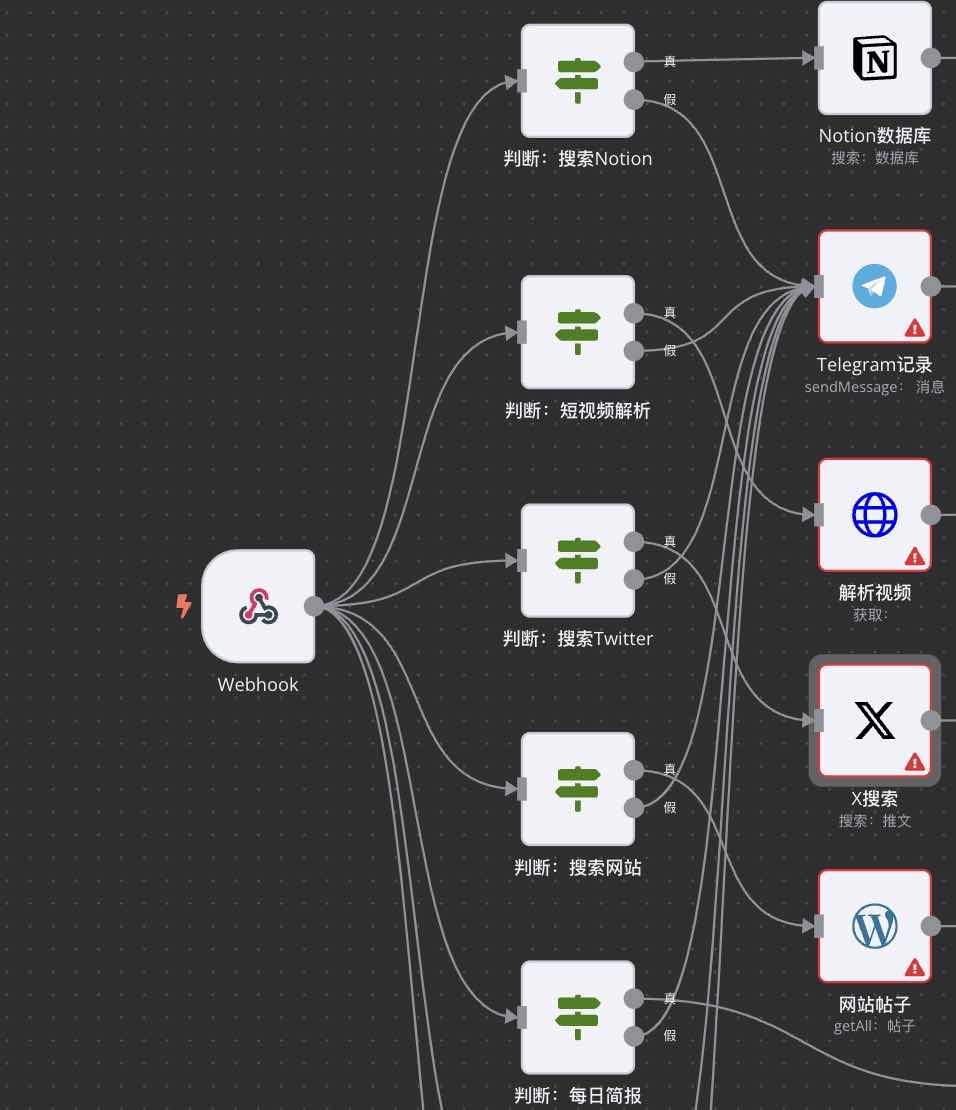 真
假
判断：搜索Notion
N
Notion数据库
搜索：数据库
真
假
判断：短视频解析
Telegram记录
sendMessage： 消息
真
假
判断：搜索Twitter
解析视频
获取：
Webhook
真
假
判断：搜索网站
X搜索
搜索：推文
真
假
判断：每日简报
网站帖子
getAll：帖子